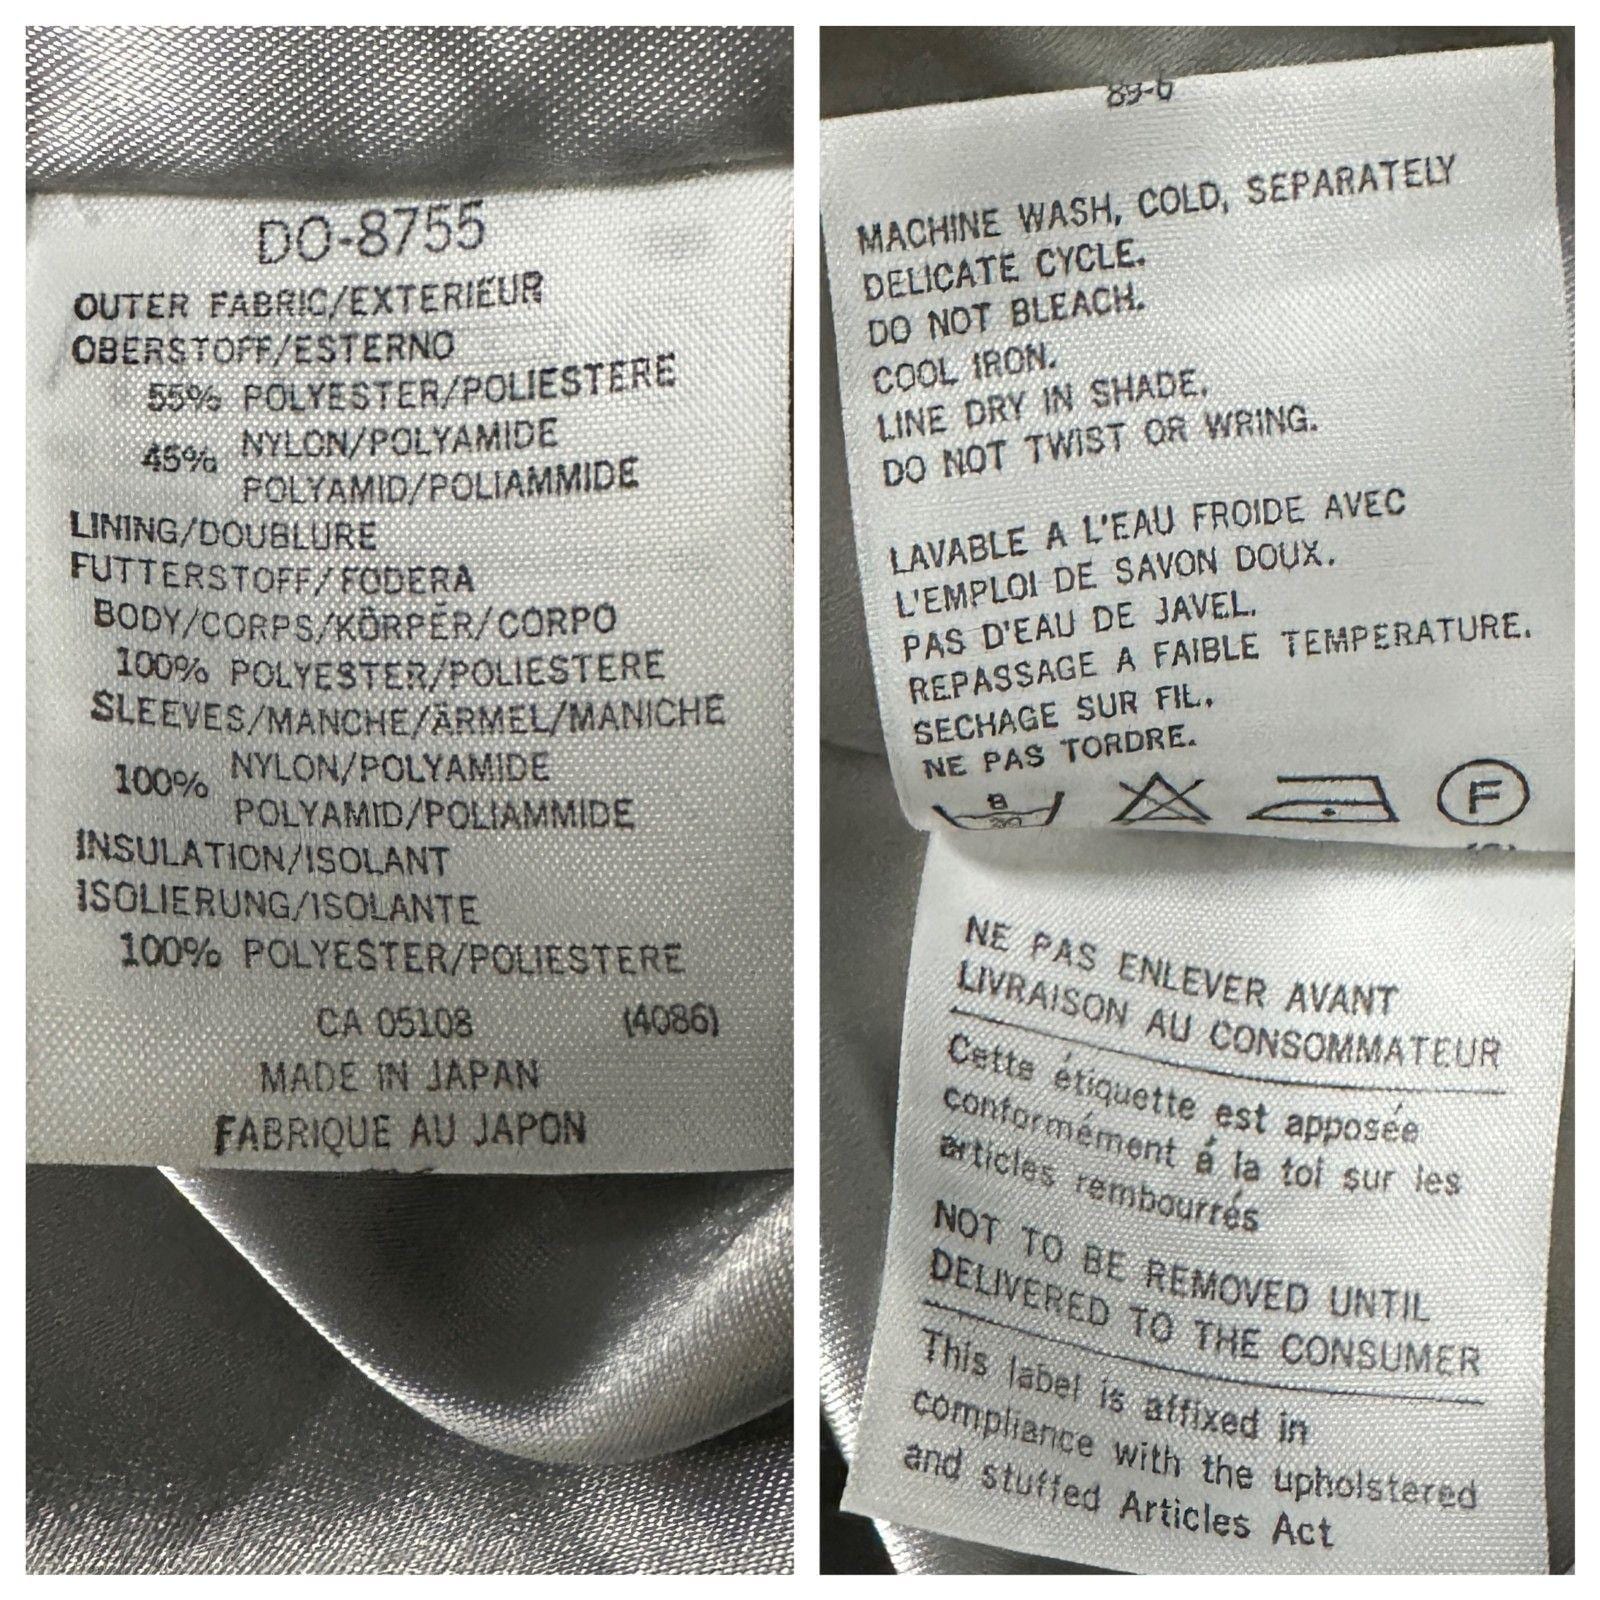 DO-8755
OUTER FABRIC/EXTERIEUR
OBERSTOFF/ESTERNO
55% POLYESTER/POLIESTERE
45% NYLON/POLYAMIDE
POLYAMID/POLIAMMIDE
LINING/DOUBLURE
FUTTERSTOFF/FODERA
BODY/CORPS/KÖRPER/CORPO
100% POLYESTER/POLIESTERE
SLEEVES/MANCHE/ÄRMEL/MANICHE
100% NYLON/POLYAMIDE
POLYAMID/POLIAMMIDE
INSULATION/ISOLANT
ISOLIERUNG/ISOLANTE
100% POLYESTER/POLIESTERE
CA 05108 (4086)
MADE IN JAPAN
FABRIQUE AU JAPON
89-6
MACHINE WASH, COLD, SEPARATELY
DELICATE CYCLE.
DO NOT BLEACH.
COOL IRON.
LINE DRY IN SHADE.
DO NOT TWIST OR WRING.
LAVABLE A L'EAU FROIDE AVEC
L'EMPLOI DE SAVON DOUX.
PAS D'EAU DE JAVEL.
REPASSAGE A FAIBLE TEMPERATURE.
SECHAGE SUR FIL.
NE PAS TORDRE.
F
NE PAS ENLEVER AVANT
LIVRAISON AU CONSOMMATEUR
Cette étiquette est apposée
conformément á la toi sur les
articles rembourrés
NOT TO BE REMOVED UNTIL
DELIVERED TO THE CONSUMER
This label is affixed in
compliance with the upholstered
and stuffed Articles Act